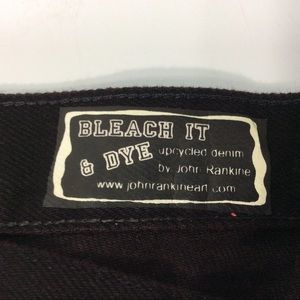 BLEACH IT
& DYE upcycled denim
by John Rankine
www.johnrankineart.com